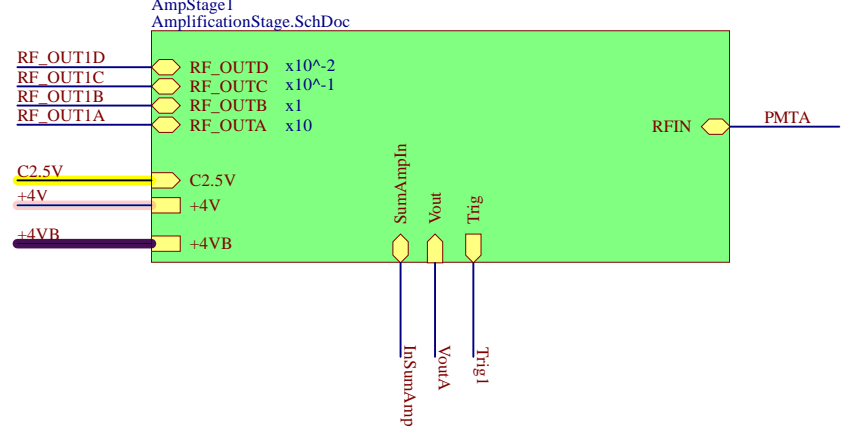 AmpStage1
AmplificationStage.SchDoc
RF_OUT1D
RF_OUTD x10^-2
RF_OUT1C
RF_OUTC x10^-1
RF_OUT1B
RF_OUTB x1
RF_OUT1A
RF_OUTA x10
RFIN
PMTA
C2.5V
C2.5V
+4V
+4V
+4VB
+4VB
SumAmpIn
Vout
Trig
InSumAmp
VoutA
Trig1